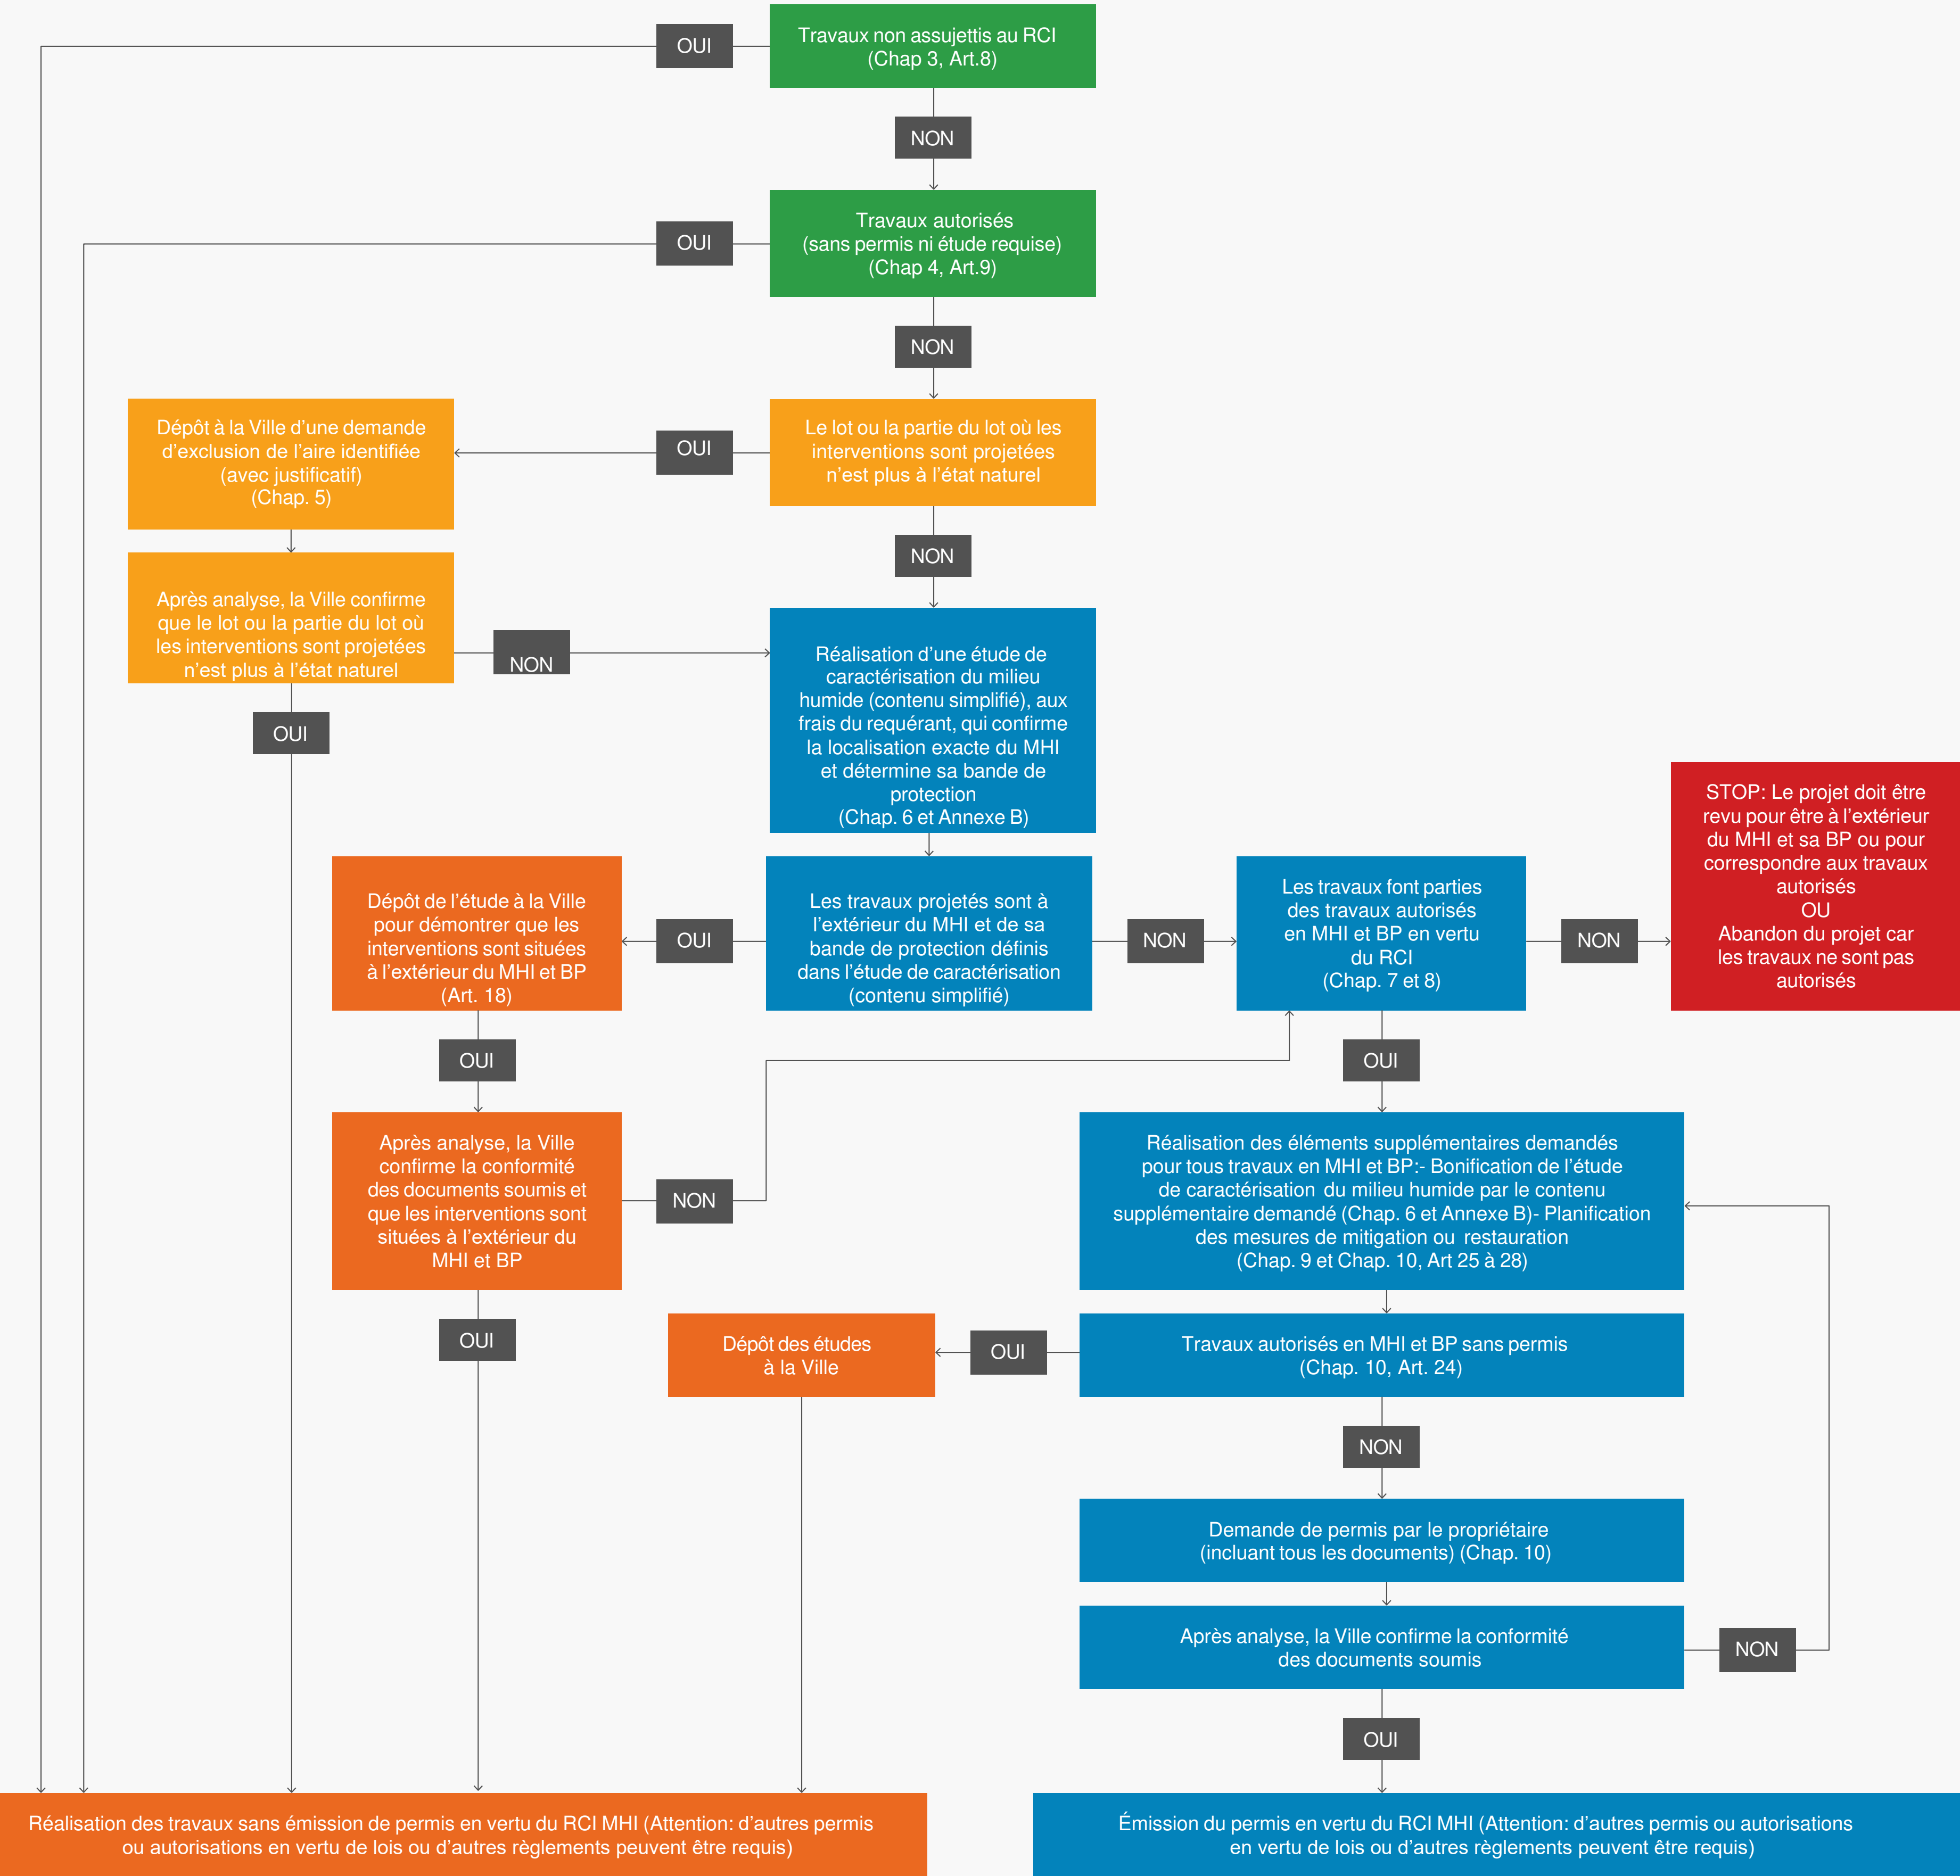 Travaux non assujettis au RCI
(Chap 3, Art.8)
OUI
NON
Travaux autorisés
(sans permis ni étude requise)
(Chap 4, Art.9)
OUI
NON
Le lot ou la partie du lot où les
interventions sont projetées
n'est plus à l'état naturel
OUI
Dépôt à la Ville d'une demande
d'exclusion de l'aire identifiée
(avec justificatif)
(Chap. 5)
NON
Après analyse, la Ville confirme
que le lot ou la partie du lot où
les interventions sont projetées
n'est plus à l'état naturel
NON
OUI
Réalisation d'une étude de
caractérisation du milieu
humide (contenu simplifié), aux
frais du requérant, qui confirme
la localisation exacte du MHI
et détermine sa bande de
protection
(Chap. 6 et Annexe B)
Dépôt de l'étude à la Ville
pour démontrer que les
interventions sont situées
à l'extérieur du MHI et BP
(Art. 18)
OUI
Les travaux projetés sont à
l'extérieur du MHI et de sa
bande de protection définis
dans l'étude de caractérisation
(contenu simplifié)
NON
Les travaux font parties
des travaux autorisés
en MHI et BP en vertu
du RCI
(Chap. 7 et 8)
NON
STOP: Le projet doit être
revu pour être à l'extérieur
du MHI et sa BP ou pour
correspondre aux travaux
autorisés
OU
Abandon du projet car
les travaux ne sont pas
autorisés
OUI
OUI
Après analyse, la Ville
confirme la conformité
des documents soumis et
que les interventions sont
situées à l'extérieur du
MHI et BP
NON
Réalisation des éléments supplémentaires demandés
pour tous travaux en MHI et BP:- Bonification de l'étude
de caractérisation du milieu humide par le contenu
supplémentaire demandé (Chap. 6 et Annexe B)- Planification
des mesures de mitigation ou restauration
(Chap. 9 et Chap. 10, Art 25 à 28)
OUI
Dépôt des études
à la Ville
OUI
Travaux autorisés en MHI et BP sans permis
(Chap. 10, Art. 24)
NON
Demande de permis par le propriétaire
(incluant tous les documents) (Chap. 10)
Après analyse, la Ville confirme la conformité
des documents soumis
NON
OUI
Réalisation des travaux sans émission de permis en vertu du RCI MHI (Attention: d'autres permis
ou autorisations en vertu de lois ou d'autres règlements peuvent être requis)
Émission du permis en vertu du RCI MHI (Attention: d'autres permis ou autorisations
en vertu de lois ou d'autres règlements peuvent être requis)